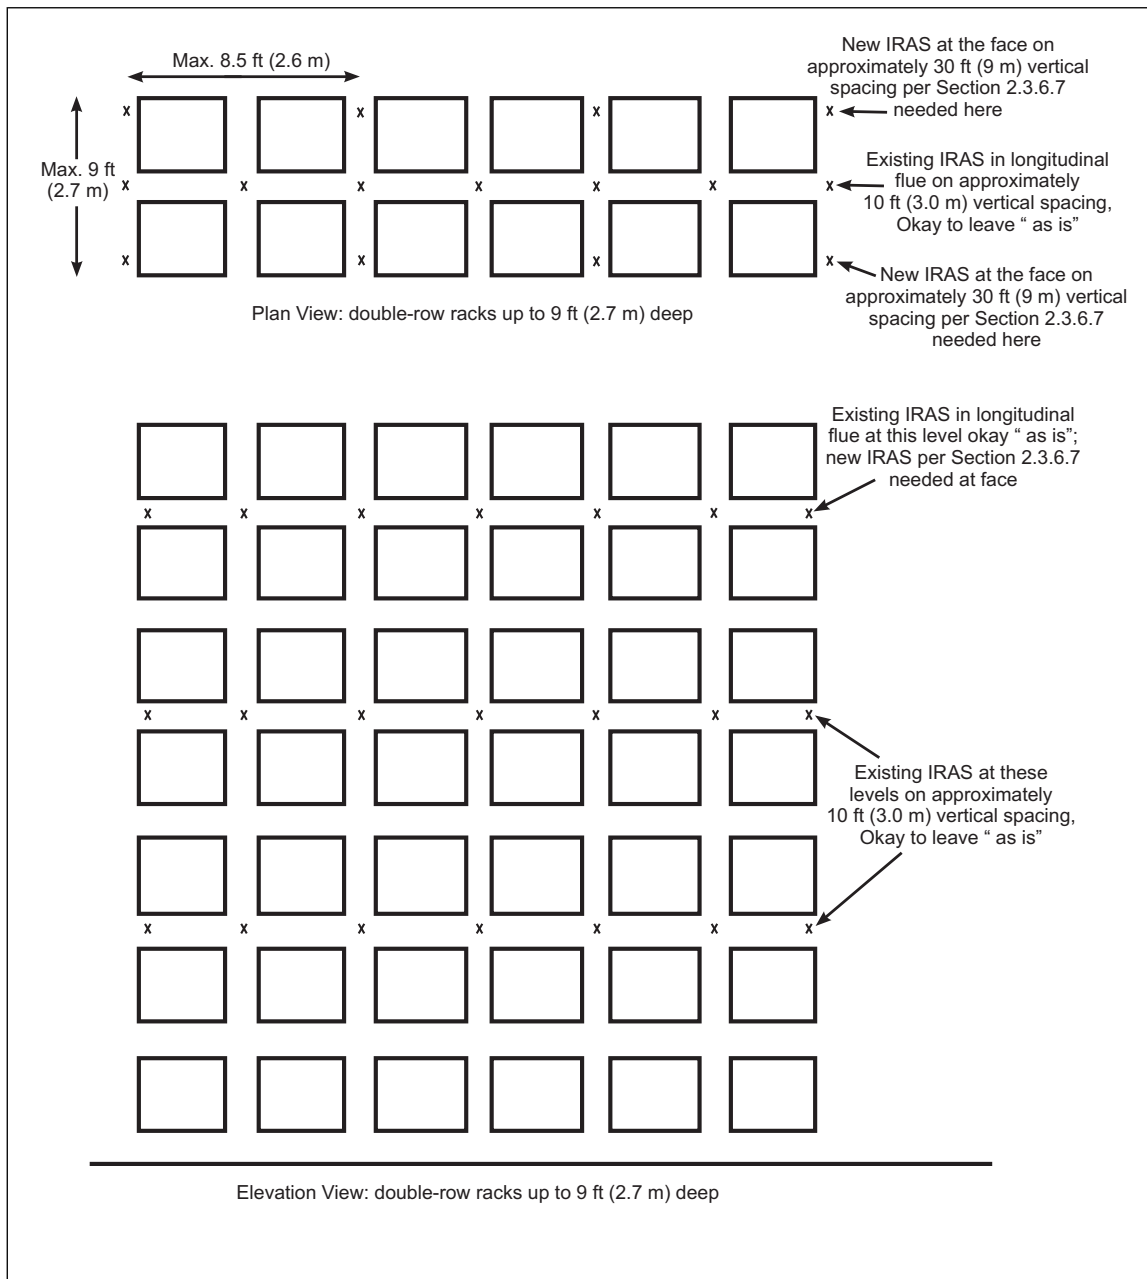 Max. 8.5 ft (2.6 m)
New IRAS at the face on
approximately 30 ft (9 m) vertical
spacing per Section 2.3.6.7
needed here
Max. 9 ft
(2.7 m)
Existing IRAS in longitudinal
flue on approximately
10 ft (3.0 m) vertical spacing,
Okay to leave “ as is”
New IRAS at the face on
approximately 30 ft (9 m) vertical
spacing per Section 2.3.6.7
needed here
Plan View: double-row racks up to 9 ft (2.7 m) deep
Existing IRAS in longitudinal
flue at this level okay “ as is”;
new IRAS per Section 2.3.6.7
needed at face
Existing IRAS at these
levels on approximately
10 ft (3.0 m) vertical spacing,
Okay to leave “ as is”
Elevation View: double-row racks up to 9 ft (2.7 m) deep